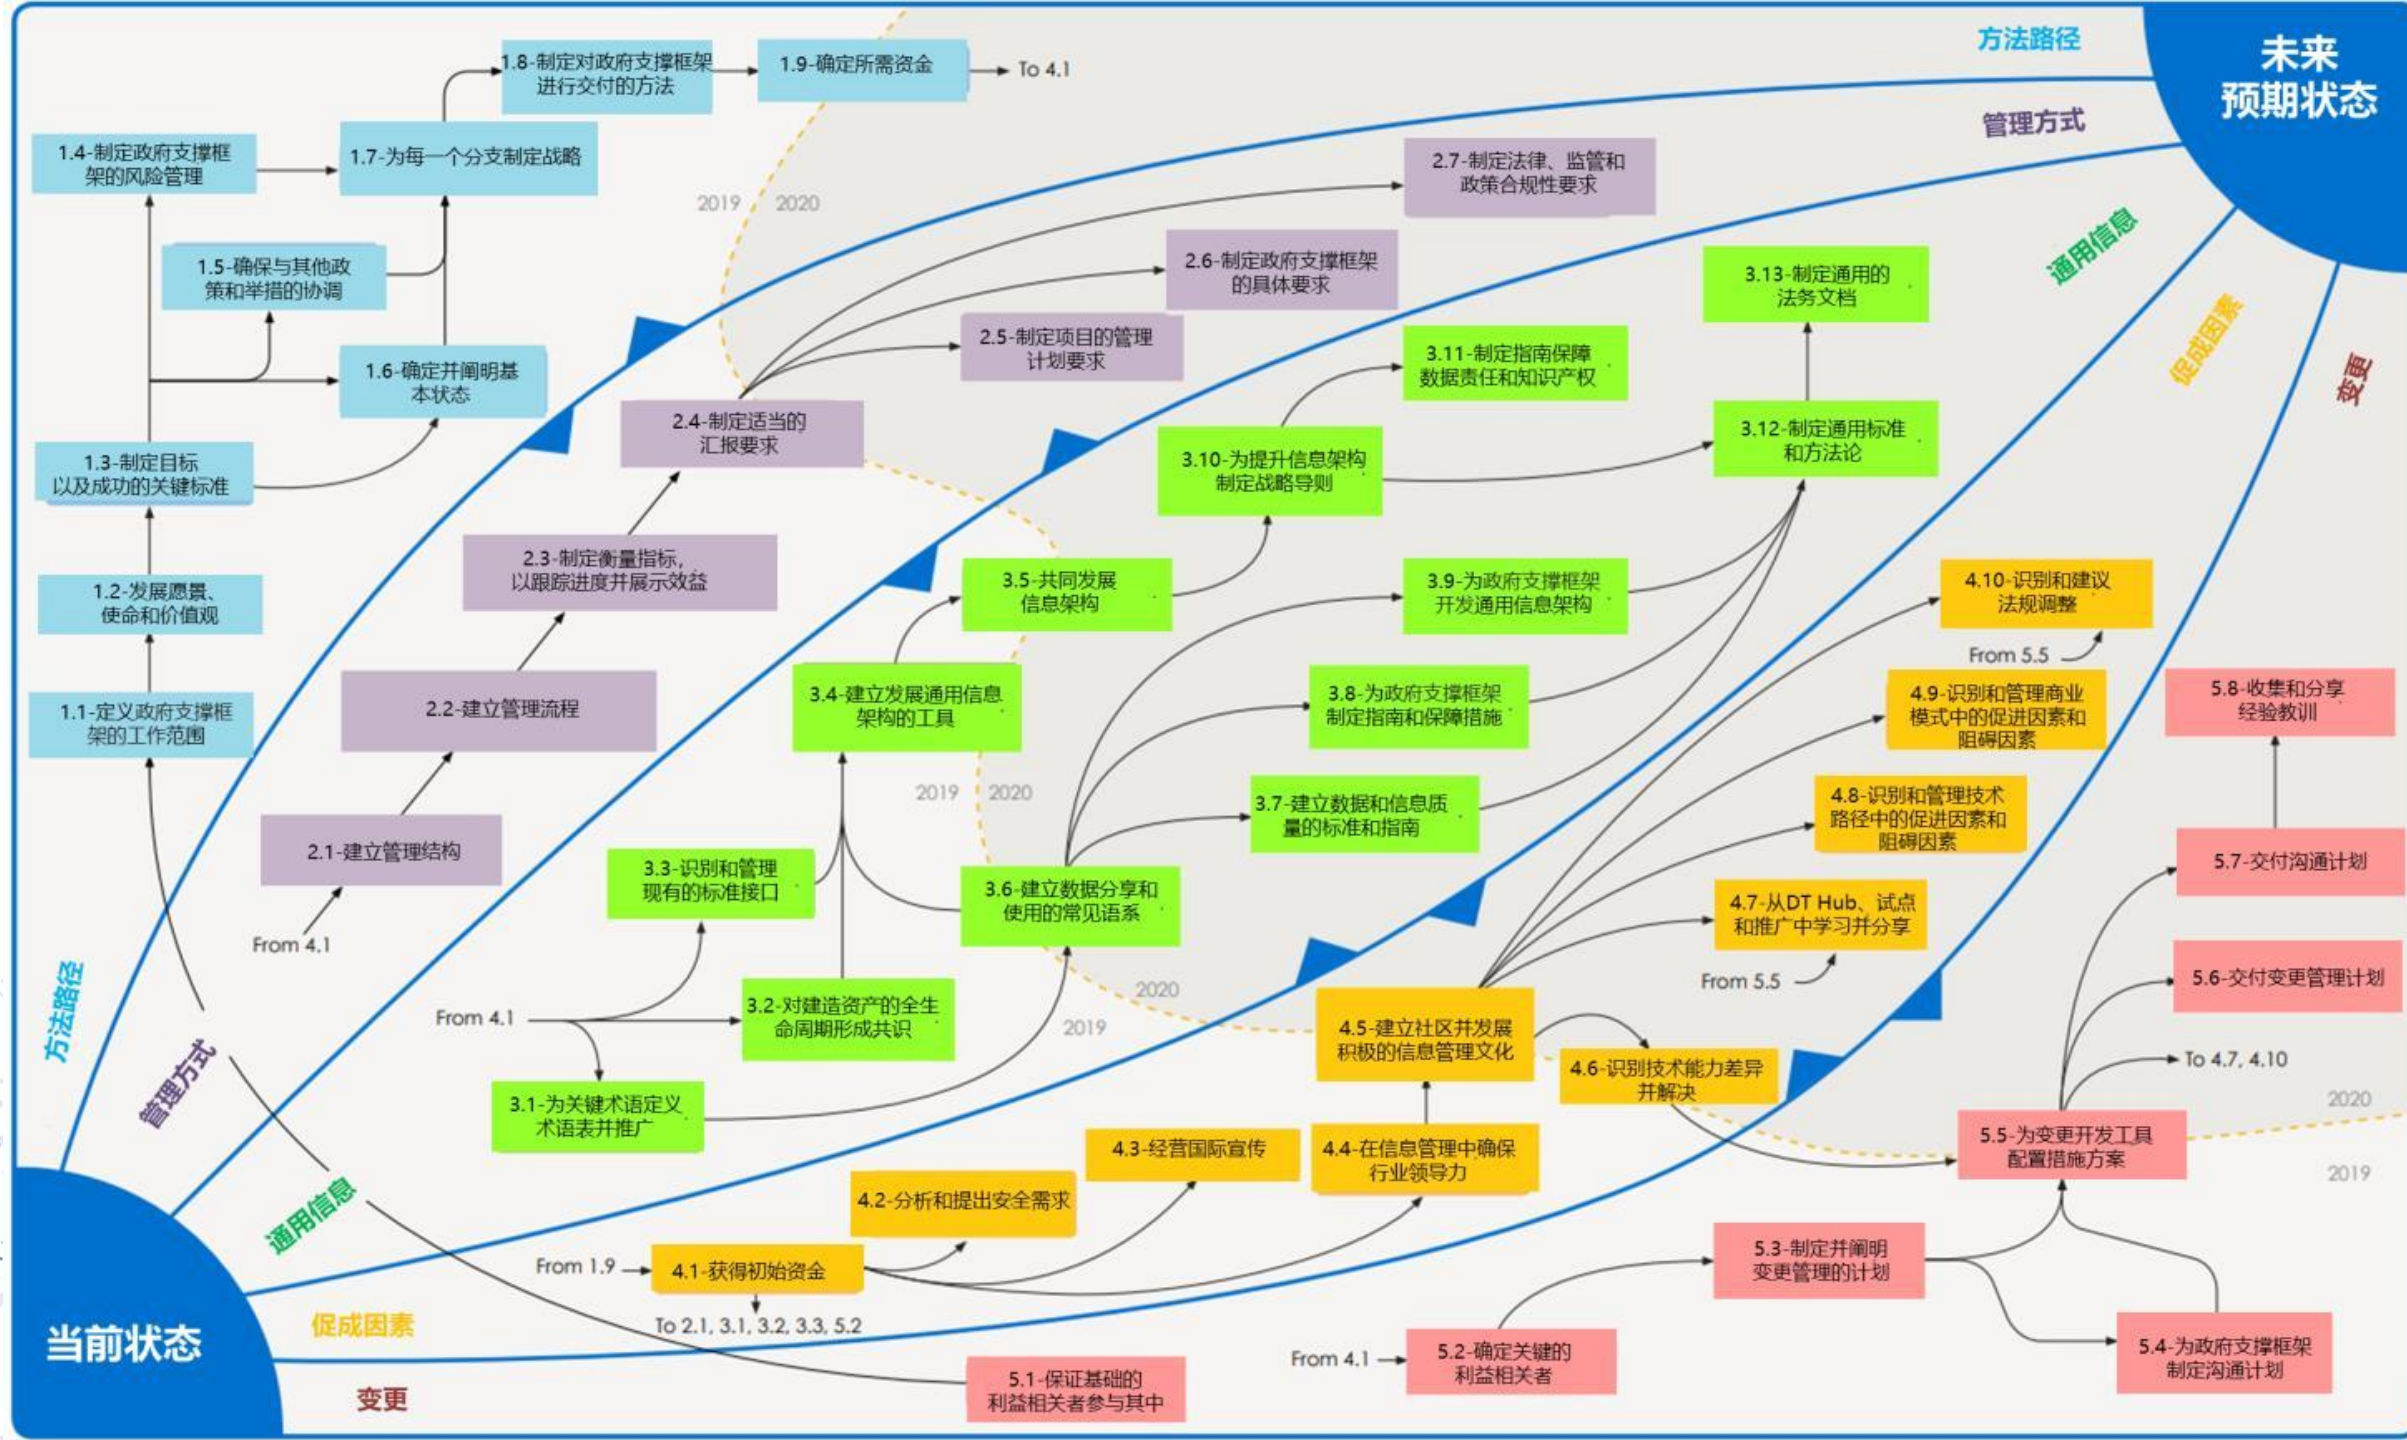 方法路径
未来
预期状态
管理方式
通用信息
促成因素
变更
1.8-制定对政府支撑框架
进行交付的方法
1.9-确定所需资金
To 4.1
1.4-制定政府支撑框
架的风险管理
1.7-为每一个分支制定战略
1.5-确保与其他政
策和举措的协调
1.6-确定并阐明基
本状态
1.3-制定目标
以及成功的关键标准
1.2-发展愿景、
使命和价值观
1.1-定义政府支撑框
架的工作范围
2019
2020
2.7-制定法律、监管和
政策合规性要求
2.6-制定政府支撑框架
的具体要求
2.5-制定项目的管理
计划要求
2.4-制定适当的
汇报要求
2.3-制定衡量指标，
以跟踪进度并展示效益
2.2-建立管理流程
2.1-建立管理结构
From 4.1
3.13-制定通用的
法务文档
3.11-制定指南保障
数据责任和知识产权
3.12-制定通用标准
和方法论
3.10-为提升信息架构
制定战略导则
3.5-共同发展
信息架构
3.9-为政府支撑框架
开发通用信息架构
3.4-建立发展通用信息
架构的工具
3.8-为政府支撑框架
制定指南和保障措施
2019
2020
3.7-建立数据和信息质
量的标准和指南
3.3-识别和管理
现有的标准接口
3.6-建立数据分享和
使用的常见语系
From 4.1
3.2-对建造资产的全生
命周期形成共识
3.1-为关键术语定义
术语表并推广
2020
2019
4.10-识别和建议
法规调整
From 5.5
4.9-识别和管理商业
模式中的促进因素和
阻碍因素
4.8-识别和管理技术
路径中的促进因素和
阻碍因素
4.7-从DT Hub、试点
和推广中学习并分享
From 5.5
4.5-建立社区并发展
积极的信息管理文化
4.6-识别技术能力差异
并解决
4.3-经营国际宣传
4.4-在信息管理中确保
行业领导力
4.2-分析和提出安全需求
From 1.9
4.1-获得初始资金
To 2.1, 3.1, 3.2, 3.3, 5.2
5.8-收集和分享
经验教训
5.7-交付沟通计划
5.6-交付变更管理计划
To 4.7, 4.10
2020
2019
5.5-为变更开发工具
配置措施方案
5.3-制定并阐明
变更管理的计划
5.4-为政府支撑框架
制定沟通计划
From 4.1
5.2-确定关键的
利益相关者
5.1-保证基础的
利益相关者参与其中
方法路径
管理方式
通用信息
促成因素
变更
当前状态